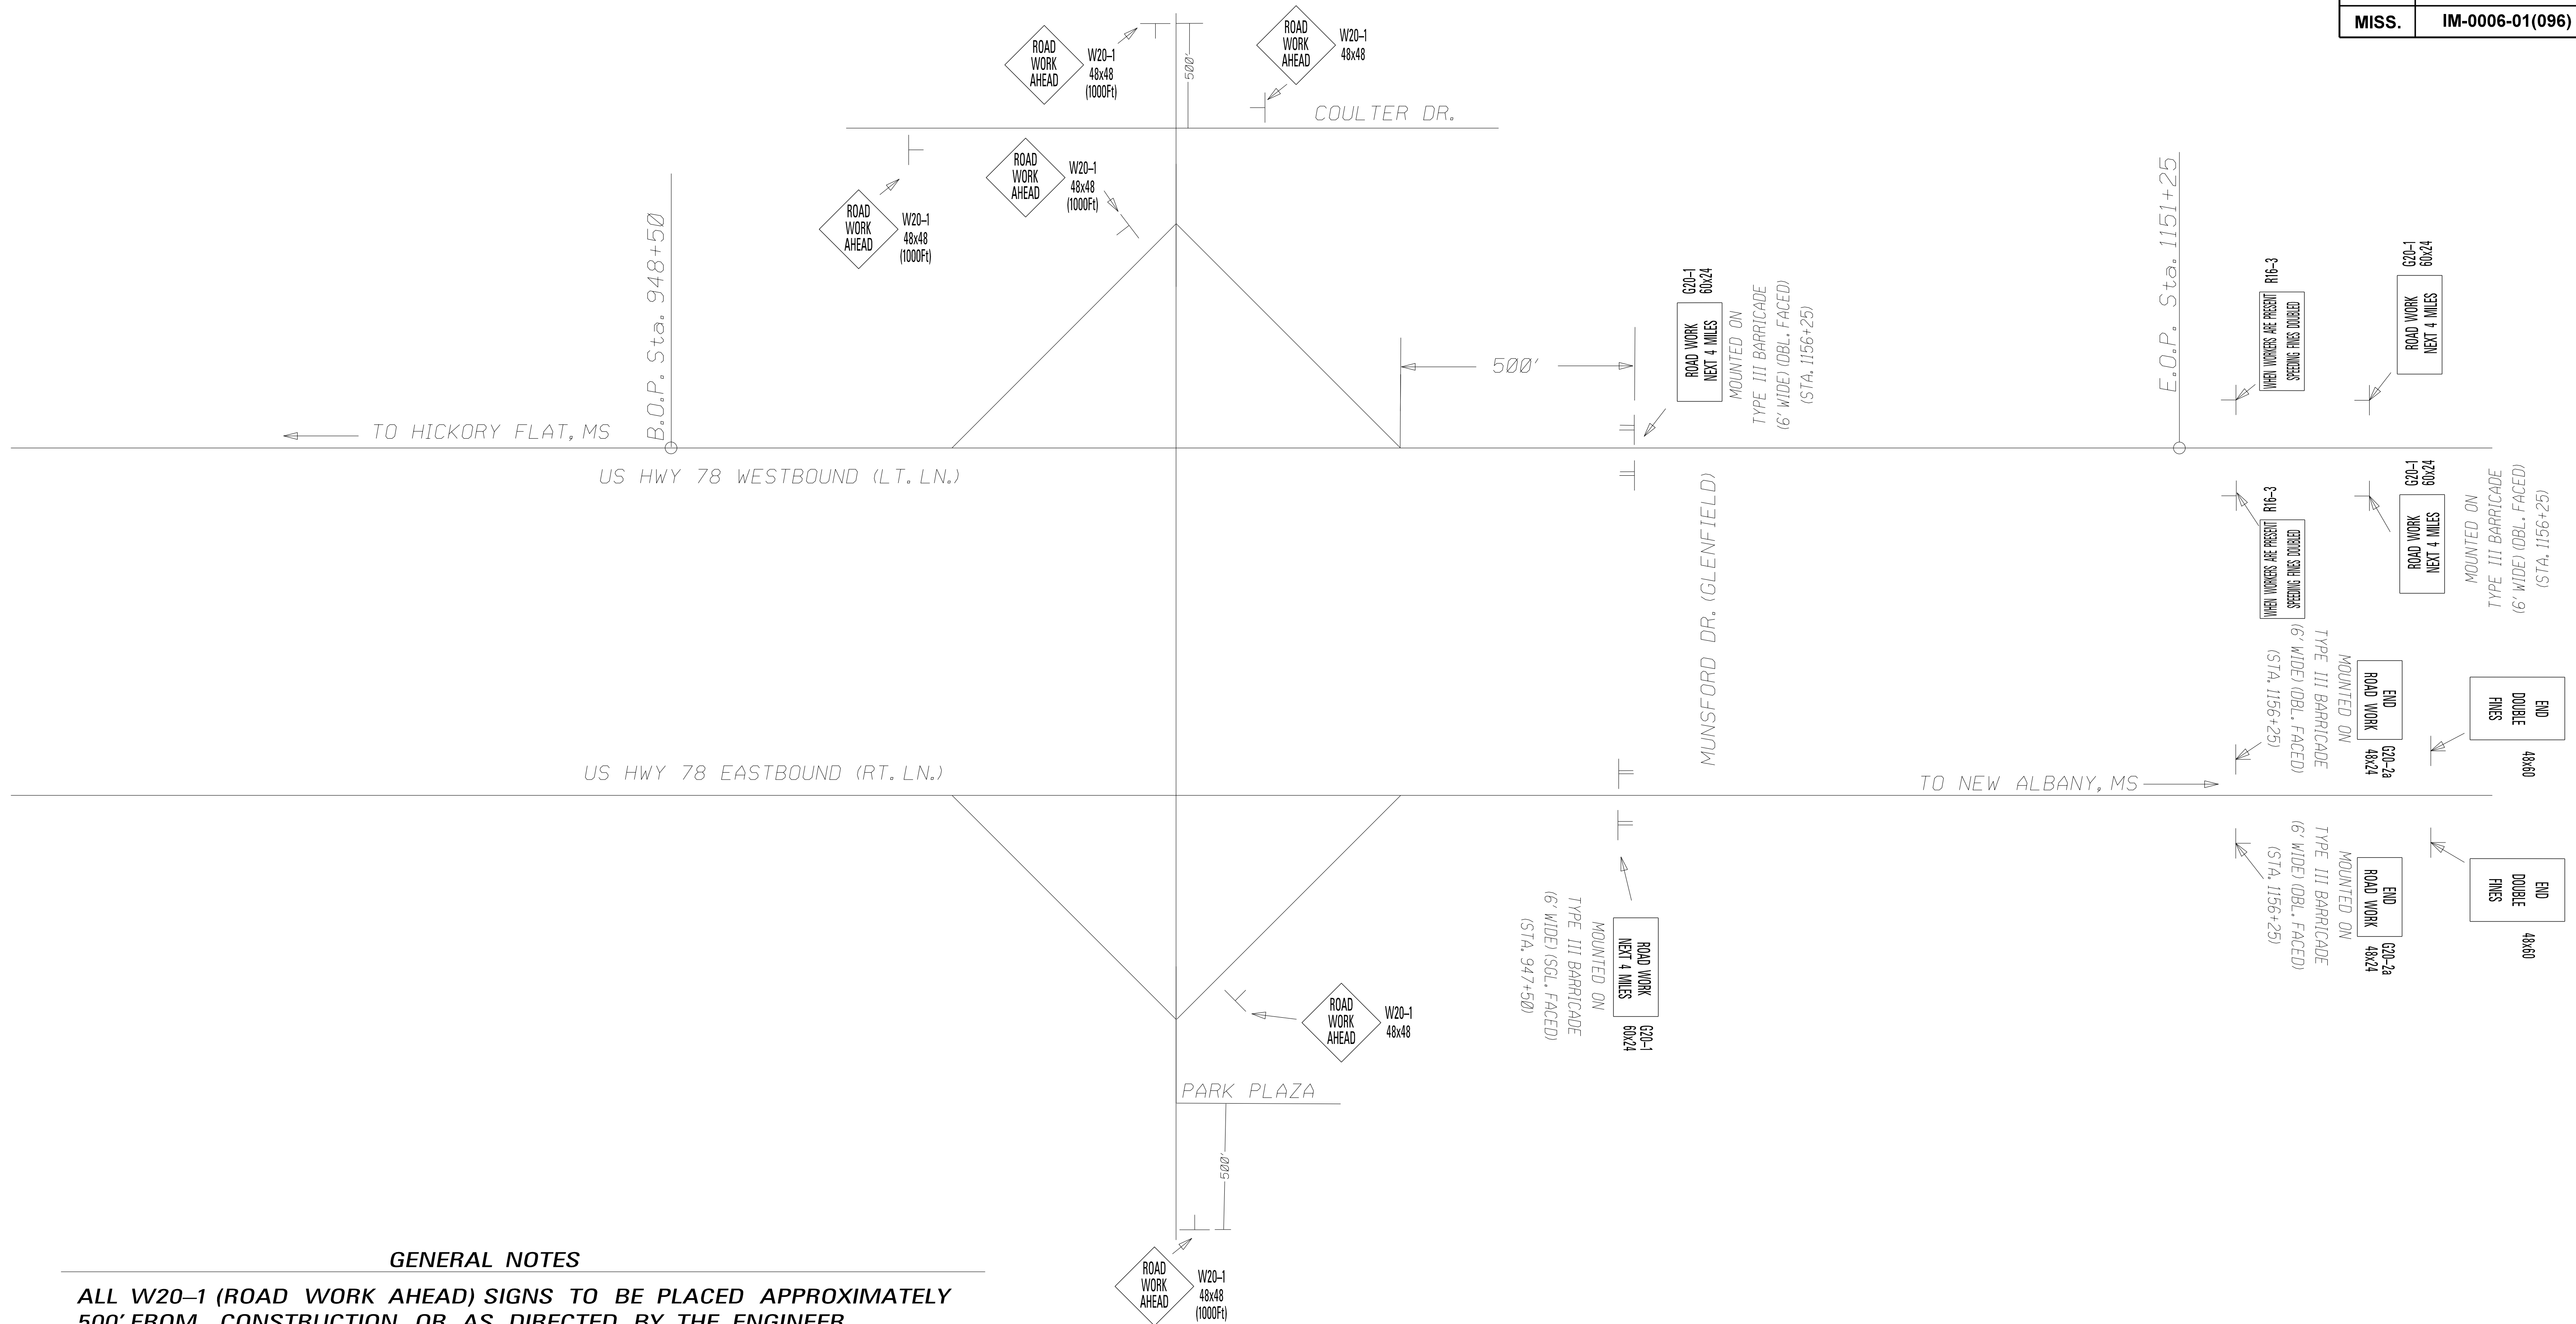 MISS.
IM-0006-01(096)
ROAD
WORK
AHEAD
W20-1
48x48
(1000Ft)
500'
ROAD
WORK
AHEAD
W20-1
48x48
COULTER DR.
ROAD
WORK
AHEAD
W20-1
48x48
(1000Ft)
ROAD
WORK
AHEAD
W20-1
48x48
(1000Ft)
B.O.P. Sta. 948+50
TO HICKORY FLAT, MS
US HWY 78 WESTBOUND (LT. LN.)
500'
G20-1
60x24
ROAD WORK
NEXT 4 MILES
MOUNTED ON
TYPE III BARRICADE
(6' WIDE) (DBL. FACED)
(STA. 1156+25)
E.O.P. Sta. 1151+25
R16-3
WHEN WORKERS ARE PRESENT
SPEEDING FINES DOUBLED
G20-1
60x24
ROAD WORK
NEXT 4 MILES
R16-3
WHEN WORKERS ARE PRESENT
SPEEDING FINES DOUBLED
G20-1
60x24
ROAD WORK
NEXT 4 MILES
MOUNTED ON
TYPE III BARRICADE
(6' WIDE) (DBL. FACED)
(STA. 1156+25)
MUNSFORD DR. (GLENFIELD)
END
ROAD WORK
G20-2a
48x24
MOUNTED ON
TYPE III BARRICADE
(6' WIDE) (DBL. FACED)
(STA. 1156+25)
END
DOUBLE
FINES
48x60
US HWY 78 EASTBOUND (RT. LN.)
TO NEW ALBANY, MS
END
ROAD WORK
G20-2a
48x24
MOUNTED ON
TYPE III BARRICADE
(6' WIDE) (DBL. FACED)
(STA. 1156+25)
END
DOUBLE
FINES
48x60
ROAD WORK
NEXT 4 MILES
G20-1
60x24
MOUNTED ON
TYPE III BARRICADE
(6' WIDE) (SGL. FACED)
(STA. 947+50)
ROAD
WORK
AHEAD
W20-1
48x48
PARK PLAZA
500'
ROAD
WORK
AHEAD
W20-1
48x48
(1000Ft)
GENERAL NOTES
ALL W20-1 (ROAD WORK AHEAD) SIGNS TO BE PLACED APPROXIMATELY
500' FROM CONSTRUCTION OR AS DIRECTED BY THE ENGINEER